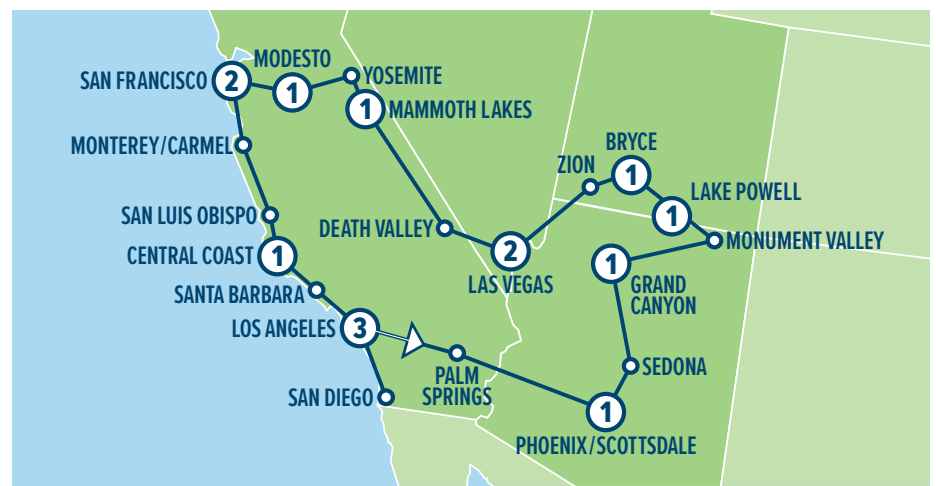 MODESTO
SAN FRANCISCO
2
1
YOSEMITE
1
MAMMOTH LAKES
MONTEREY/CARMEL
BRYCE
ZION
1
LAKE POWELL
1
SAN LUIS OBISPO
DEATH VALLEY
MONUMENT VALLEY
CENTRAL COAST
1
2
LAS VEGAS
1
GRAND
CANYON
SANTA BARBARA
LOS ANGELES
3
PALM
SPRINGS
SEDONA
SAN DIEGO
1
PHOENIX/SCOTTSDALE